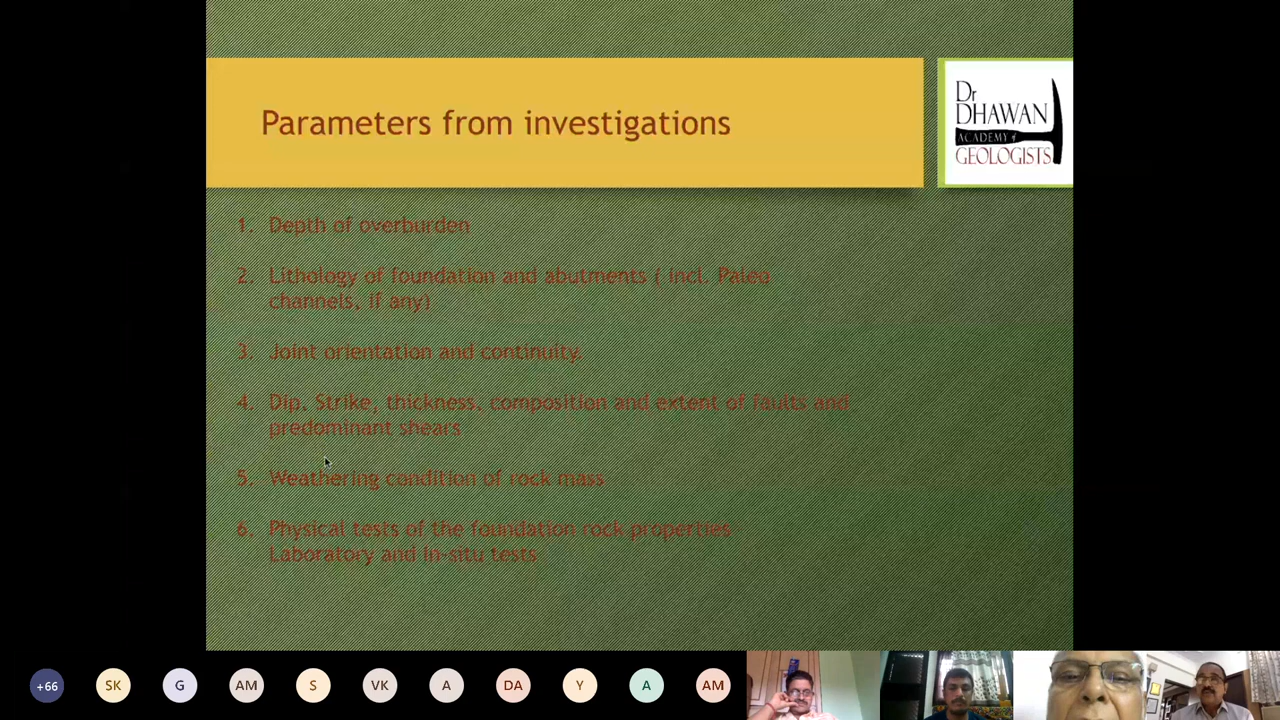 Parameters from investigations
Dr
DHAWAN
ACADEMY of
GEOLOGISTS
1. Depth of overburden
2. Lithology of foundation and abutments ( incl. Paleo
channels, if any)
3. Joint orientation and continuity.
4. Dip, Strike, thickness, composition and extent of faults and
predominant shears
5. Weathering condition of rock mass
6. Physical tests of the foundation rock properties
Laboratory and in-situ tests
+66 SK G AM S VK A DA Y A AM